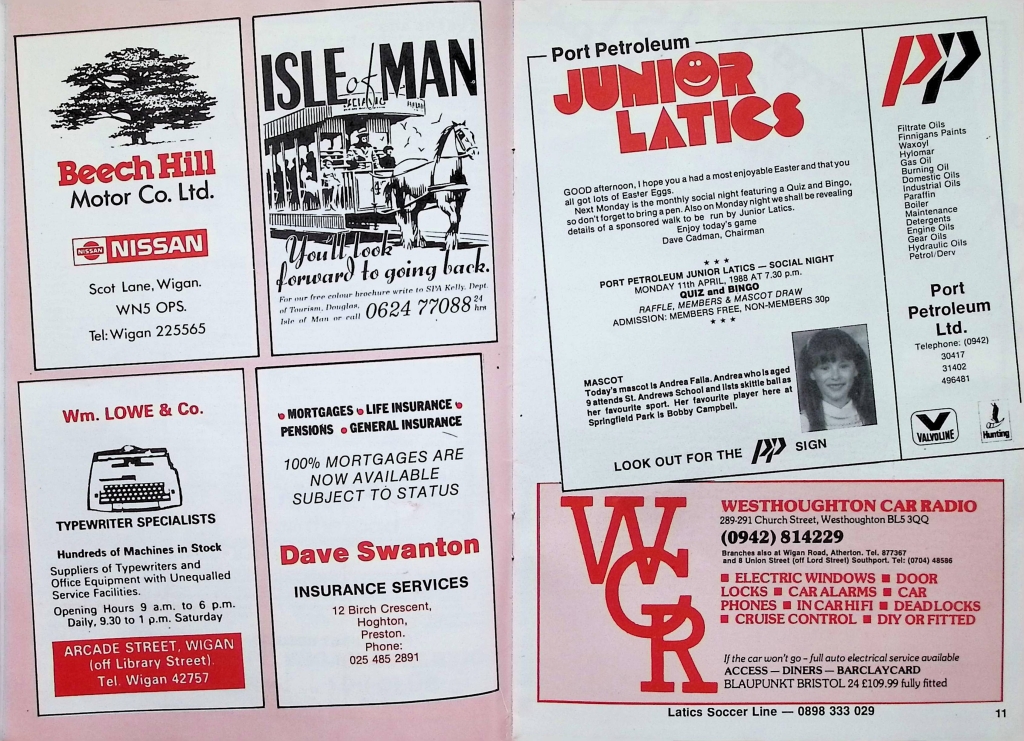 Beech Hill
Motor Co. Ltd.
NISSAN NISSAN
Scot Lane, Wigan.
WN5 OPS.
Tel: Wigan 225565
ISLE of MAN
You'll look
forward to going back.
For our free colour brochure write to SPA Kelly, Dept.
of Tourism, Douglas,
Isle of Man or call 0624 77088 24 hrs
Wm. LOWE & Co.
TYPEWRITER SPECIALISTS
Hundreds of Machines in Stock
Suppliers of Typewriters and
Office Equipment with Unequalled
Service Facilities.
Opening Hours 9 a.m. to 6 p.m.
Daily, 9.30 to 1 p.m. Saturday
ARCADE STREET, WIGAN
(off Library Street).
Tel. Wigan 42757
• MORTGAGES • LIFE INSURANCE •
PENSIONS • GENERAL INSURANCE
100% MORTGAGES ARE
NOW AVAILABLE
SUBJECT TO STATUS
Dave Swanton
INSURANCE SERVICES
12 Birch Crescent,
Hoghton,
Preston.
Phone:
025 485 2891
Port Petroleum
JUNIOR
LATICS
GOOD afternoon, I hope you had a most enjoyable Easter and that you
all got lots of Easter Eggs.
Next Monday is the monthly social night featuring a Quiz and Bingo,
so don't forget to bring a pen. Also on Monday night we shall be revealing
details of a sponsored walk to be run by Junior Latics.
Enjoy today's game
Dave Cadman, Chairman
★ ★ ★
PORT PETROLEUM JUNIOR LATICS — SOCIAL NIGHT
MONDAY 11th APRIL, 1988 AT 7.30 p.m.
QUIZ and BINGO
RAFFLE, MEMBERS & MASCOT DRAW
ADMISSION: MEMBERS FREE, NON-MEMBERS 30p
★ ★ ★
MASCOT
Today's mascot is Andrea Falla. Andrea who is aged
9 attends St. Andrews School and lists skittle ball as
her favourite sport. Her favourite player here at
Springfield Park is Bobby Campbell.
LOOK OUT FOR THE PP SIGN
PP
Filtrate Oils
Finnigans Paints
Waxoyl
Hylomar
Gas Oil
Burning Oil
Domestic Oils
Industrial Oils
Paraffin
Boiler
Maintenance
Detergents
Engine Oils
Gear Oils
Hydraulic Oils
Petrol/Derv
Port
Petroleum
Ltd.
Telephone: (0942)
30417
31402
496481
V
VALVOLINE
Hunting
WCR
WESTHOUGHTON CAR RADIO
289-291 Church Street, Westhoughton BL5 3QQ
(0942) 814229
Branches also at Wigan Road, Atherton. Tel. 877367
and 8 Union Street (off Lord Street) Southport. Tel: (0704) 48586
■ ELECTRIC WINDOWS ■ DOOR
LOCKS ■ CAR ALARMS ■ CAR
PHONES ■ IN CAR HIFI ■ DEADLOCKS
■ CRUISE CONTROL ■ DIY OR FITTED
If the car won't go – full auto electrical service available
ACCESS — DINERS — BARCLAYCARD
BLAUPUNKT BRISTOL 24 £109.99 fully fitted
Latics Soccer Line — 0898 333 029
11